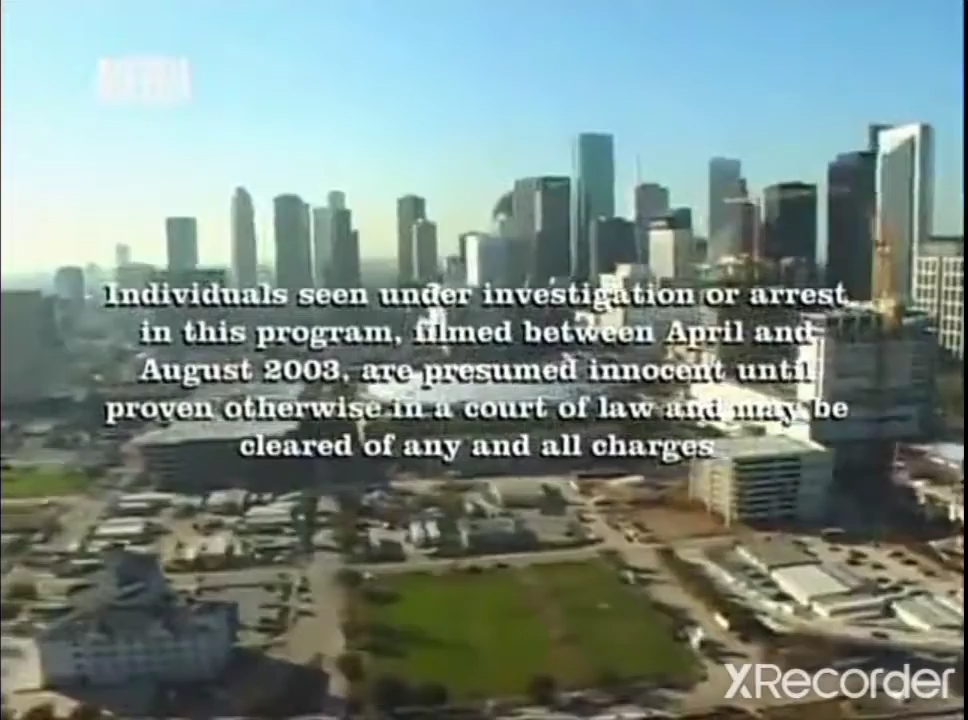 Individuals seen under investigation or arrest
in this program, filmed between April and
August 2003, are presumed innocent until
proven otherwise in a court of law and may be
cleared of any and all charges
XRecorder